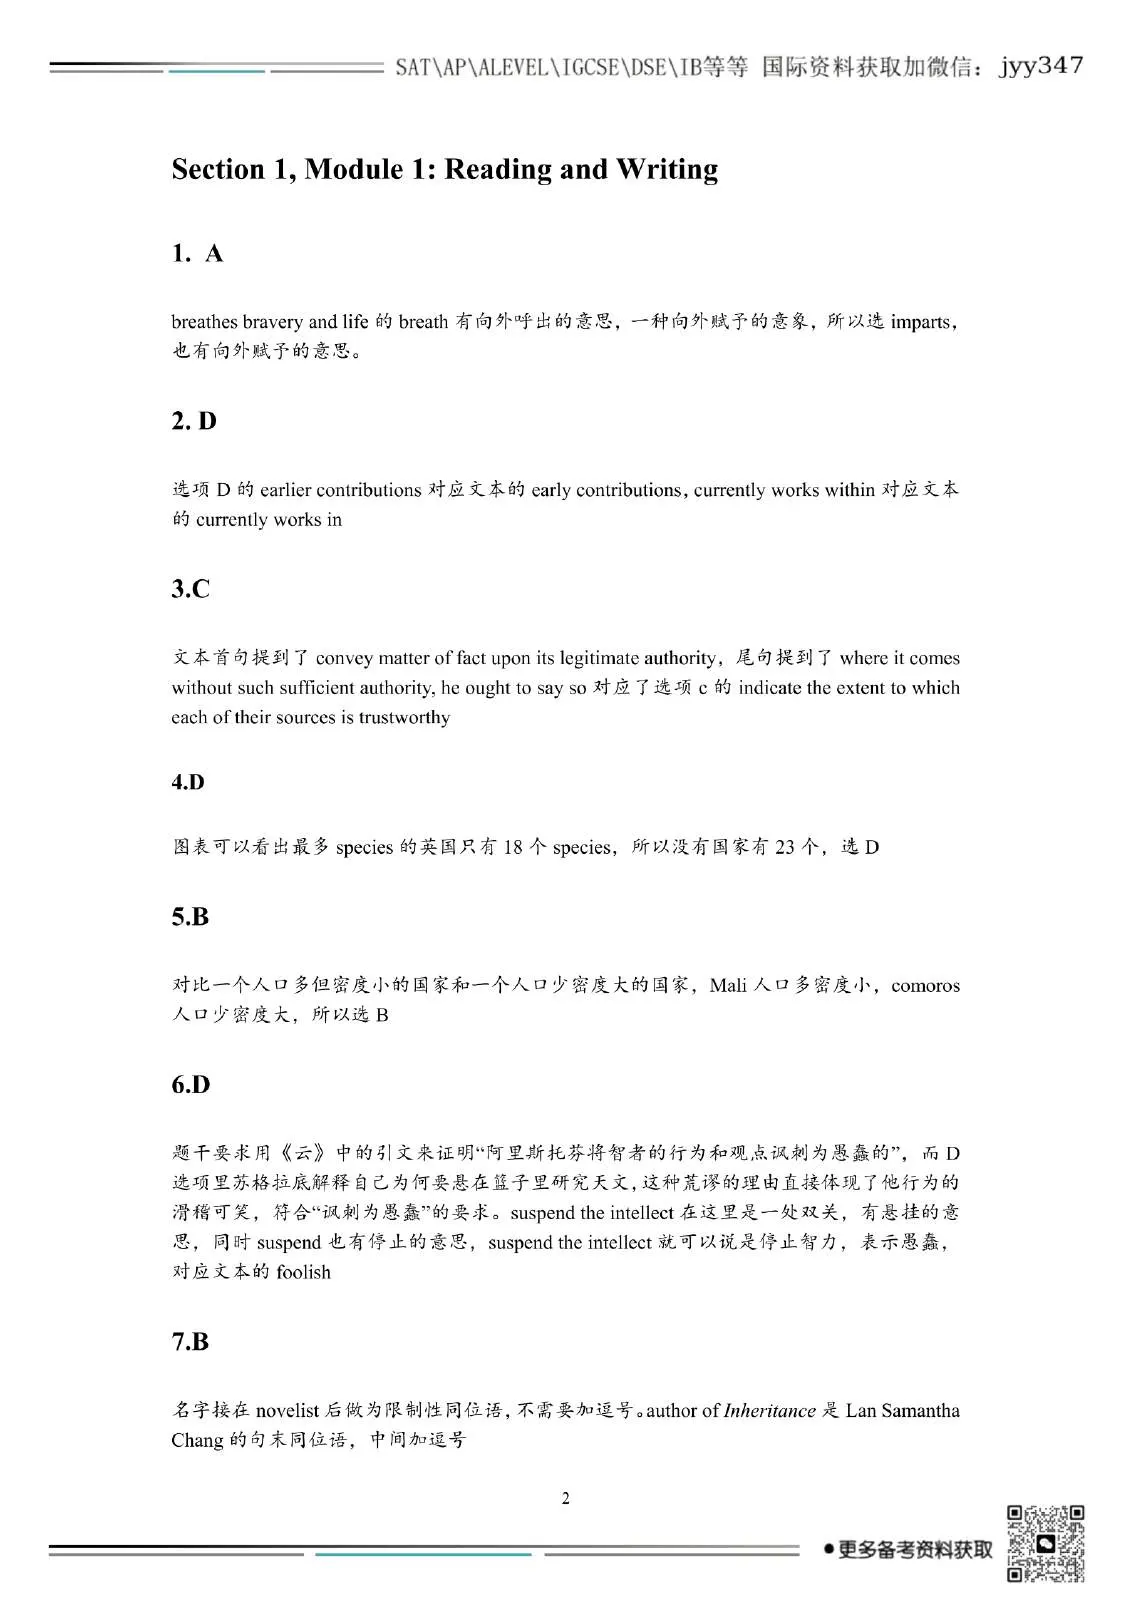 SAT\AP\ALEVEL\IGCSE\DSE\IB等等 国际资料获取加微信：jyy347
Section 1, Module 1: Reading and Writing
1. A
breathes bravery and life 的 breath 有向外呼出的意思，一种向外赋予的意象，所以选 imparts，
也有向外赋予的意思。
2. D
选项 D 的 earlier contributions 对应文本的 early contributions, currently works within 对应文本
的 currently works in
3.C
文本首句提到了 convey matter of fact upon its legitimate authority，尾句提到了 where it comes
without such sufficient authority, he ought to say so 对应了选项 c 的 indicate the extent to which
each of their sources is trustworthy
4.D
图表可以看出最多 species 的英国只有 18 个 species，所以没有国家有 23 个，选 D
5.B
对比一个人口多但密度小的国家和一个人口少密度大的国家，Mali 人口多密度小，comoros
人口少密度大，所以选 B
6.D
题干要求用《云》中的引文来证明“阿里斯托芬将智者的行为和观点讽刺为愚蠢的”，而 D
选项里苏格拉底解释自己为何要悬在篮子里研究天文，这种荒谬的理由直接体现了他行为的
滑稽可笑，符合“讽刺为愚蠢”的要求。suspend the intellect 在这里是一处双关，有悬挂的意
思，同时 suspend 也有停止的意思，suspend the intellect 就可以说是停止智力，表示愚蠢，
对应文本的 foolish
7.B
名字接在 novelist 后做为限制性同位语，不需要加逗号。author of Inheritance 是 Lan Samantha
Chang 的句末同位语，中间加逗号
2
●更多备考资料获取